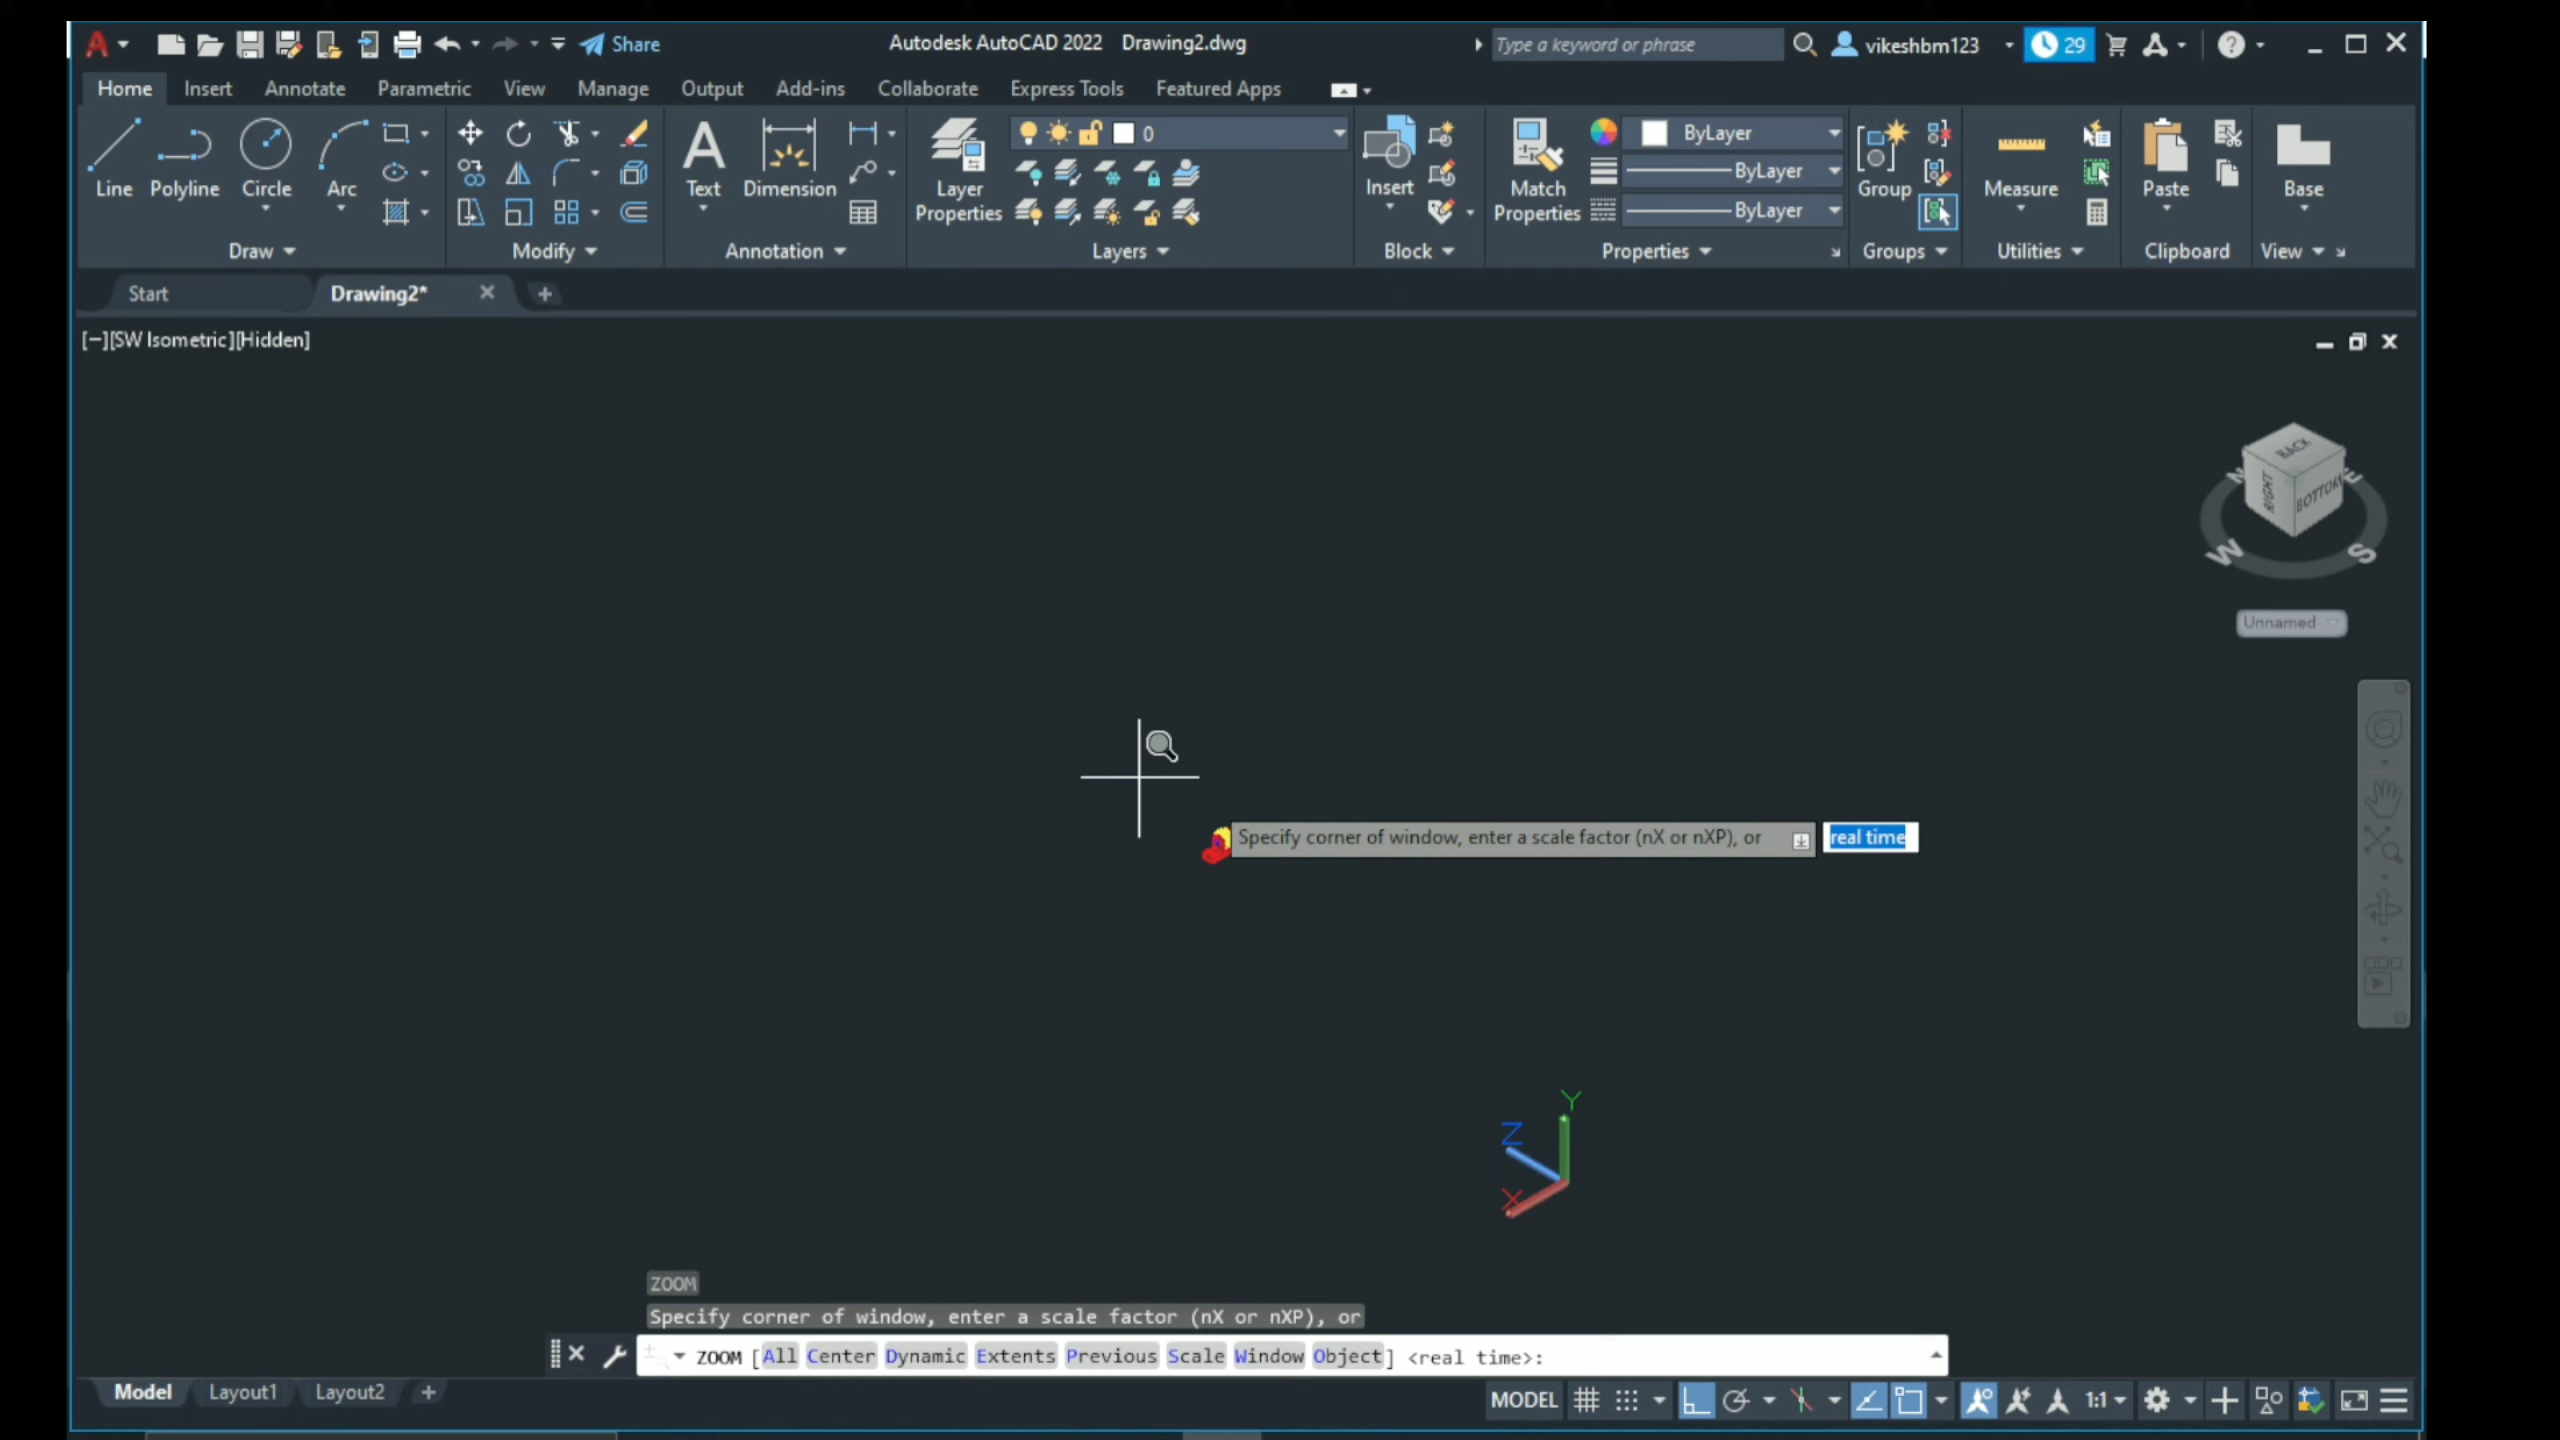 Share
Autodesk AutoCAD 2022 Drawing2.dwg
Type a keyword or phrase
vikeshbm123
29
Home Insert Annotate Parametric View Manage Output Add-ins Collaborate Express Tools Featured Apps
0
ByLayer
ByLayer
ByLayer
Line Polyline Circle Arc
Text Dimension
Layer Properties
Insert
Match Properties
Group
Measure
Paste
Base
Draw Modify Annotation Layers Block Properties Groups Utilities Clipboard View
Start Drawing2*
[−][SW Isometric][Hidden]
BACK
RIGHT
BOTTOM
N
E
W
S
Unnamed
Specify corner of window, enter a scale factor (nX or nXP), or real time
Y
Z
X
ZOOM
Specify corner of window, enter a scale factor (nX or nXP), or
ZOOM [All Center Dynamic Extents Previous Scale Window Object] <real time>:
Model Layout1 Layout2 +
MODEL
1:1